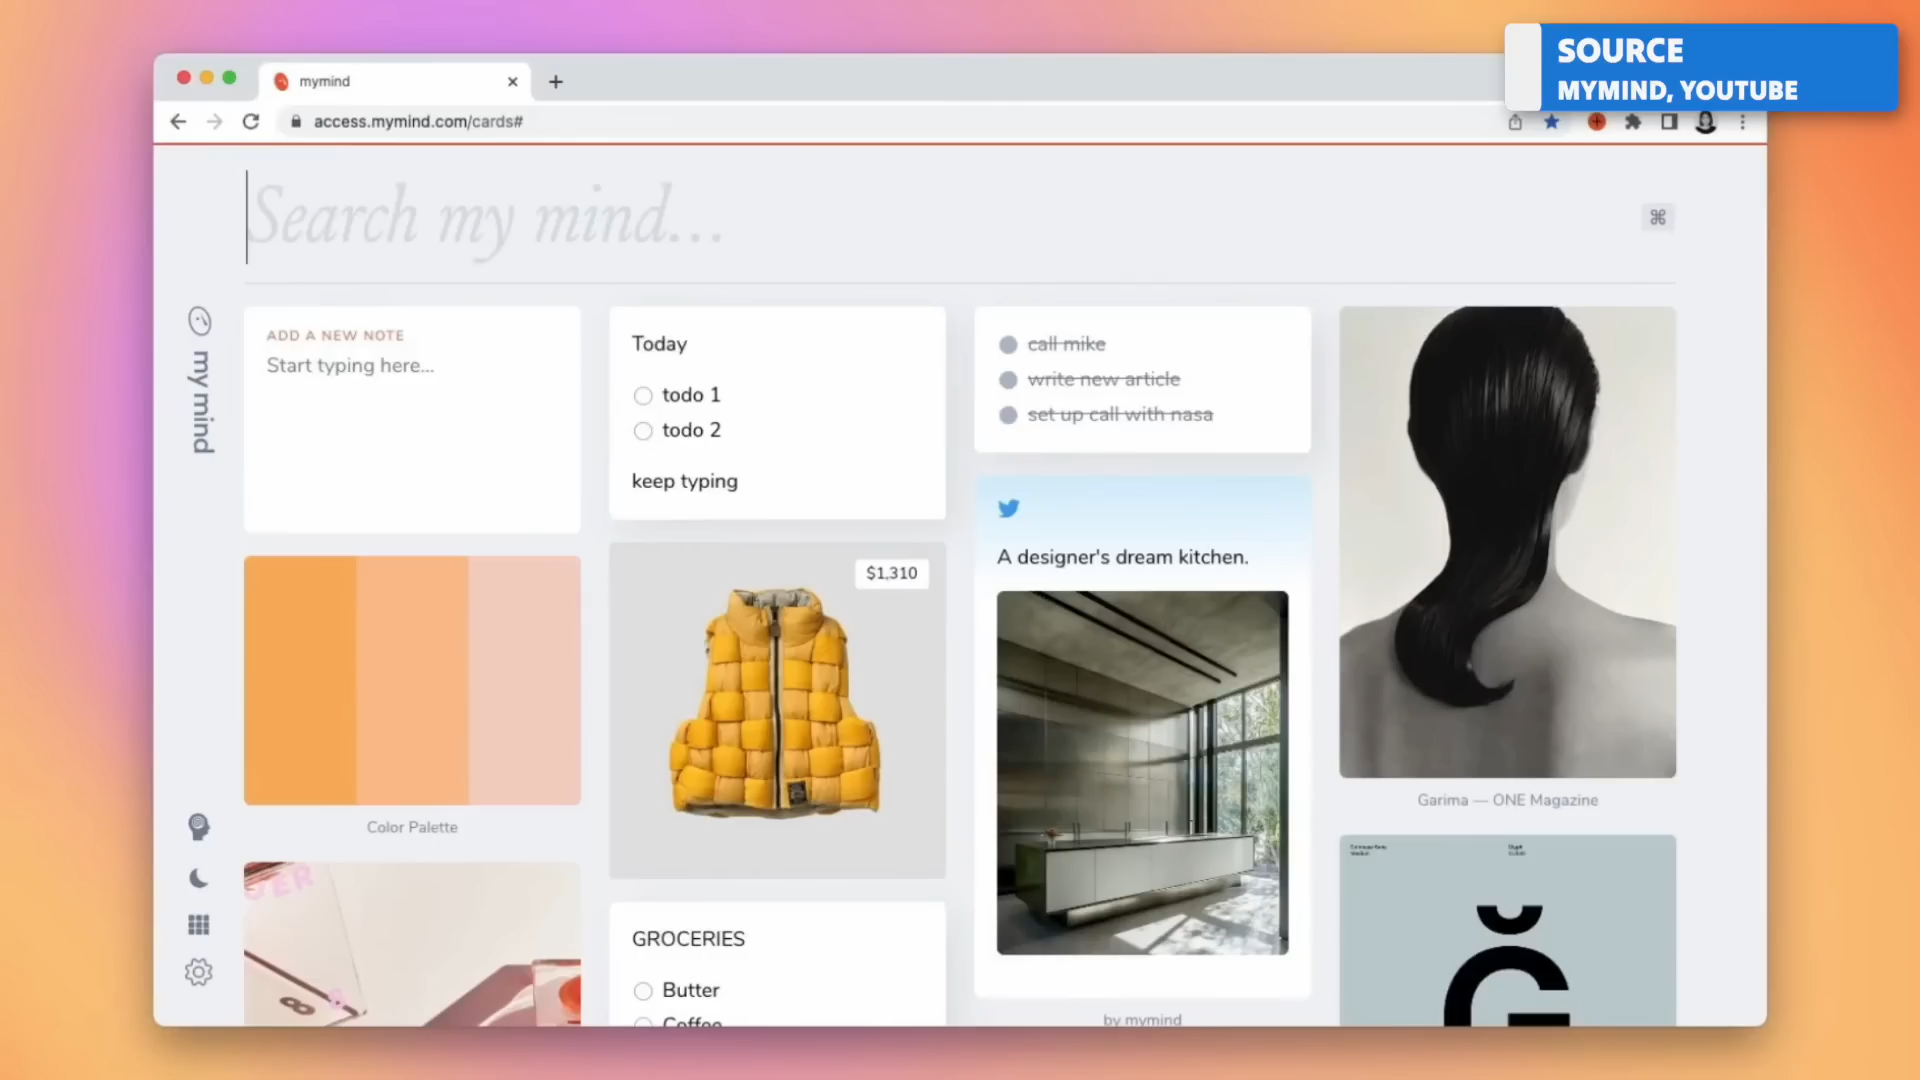 SOURCE
MYMIND, YOUTUBE
mymind
access.mymind.com/cards#
Search my mind...
my mind
ADD A NEW NOTE
Start typing here...
Color Palette
Today
todo 1
todo 2
keep typing
$1,310
GROCERIES
Butter
Coffee
call mike
write new article
set up call with nasa
A designer's dream kitchen.
by mymind
Garima — ONE Magazine
Ğ
8